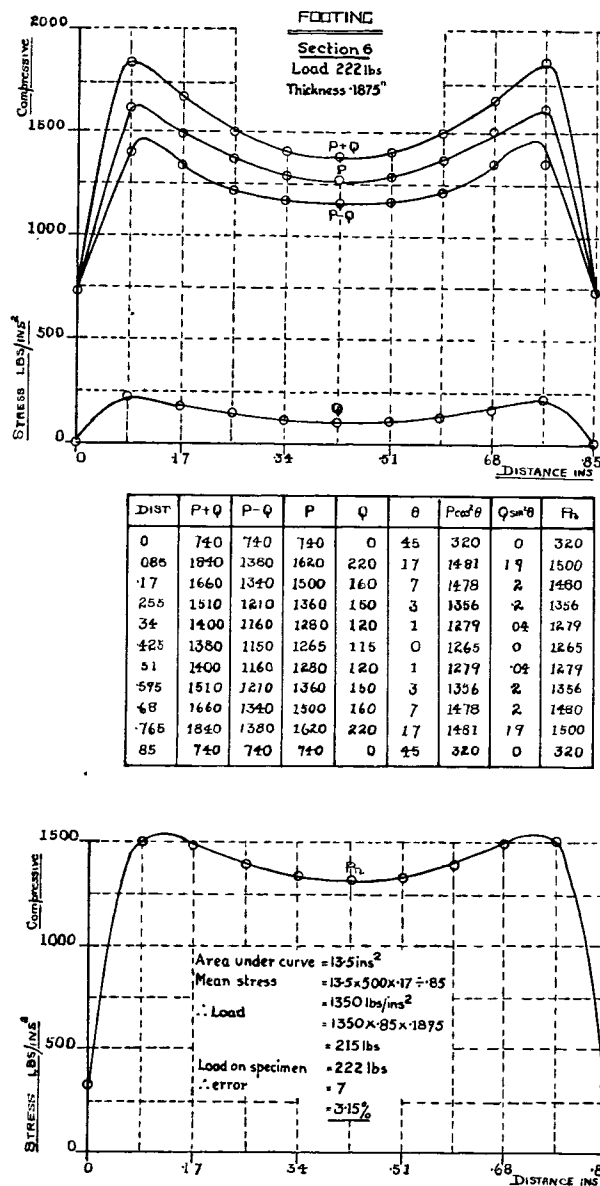 FOOTING
Section 6
Load 222 lbs
Thickness ·1875"
Compressive
STRESS LBS/INS²
2000
1500
1000
500
0
P+Q
P
P-Q
Q
0 ·17 ·34 ·51 ·68 ·85
DISTANCE INS
DIST P+Q P-Q P Q θ Pcos²θ Qsin²θ Pn
0 740 740 740 0 45 320 0 320
085 1840 1380 1620 220 17 1481 19 1500
·17 1660 1340 1500 160 7 1478 2 1480
255 1510 1210 1360 150 3 1356 ·2 1356
34 1400 1160 1280 120 1 1279 04 1279
·425 1380 1150 1265 115 0 1265 0 1265
51 1400 1160 1280 120 1 1279 ·04 1279
·595 1510 1210 1360 150 3 1356 2 1356
·68 1660 1340 1500 160 7 1478 2 1480
·765 1840 1380 1620 220 17 1481 19 1500
85 740 740 740 0 45 320 0 320
Compressive
STRESS LBS/INS²
1500
1000
500
0
Pn
Area under curve = 13·5 ins²
Mean stress = 13·5 x 500 x ·17 ÷ ·85
= 1350 lbs/ins²
∴ Load = 1350 x ·85 x ·1875
= 215 lbs
Load on specimen = 222 lbs
∴ error = 7
= 3·15%
0 ·17 ·34 ·51 ·68 ·8
DISTANCE INS